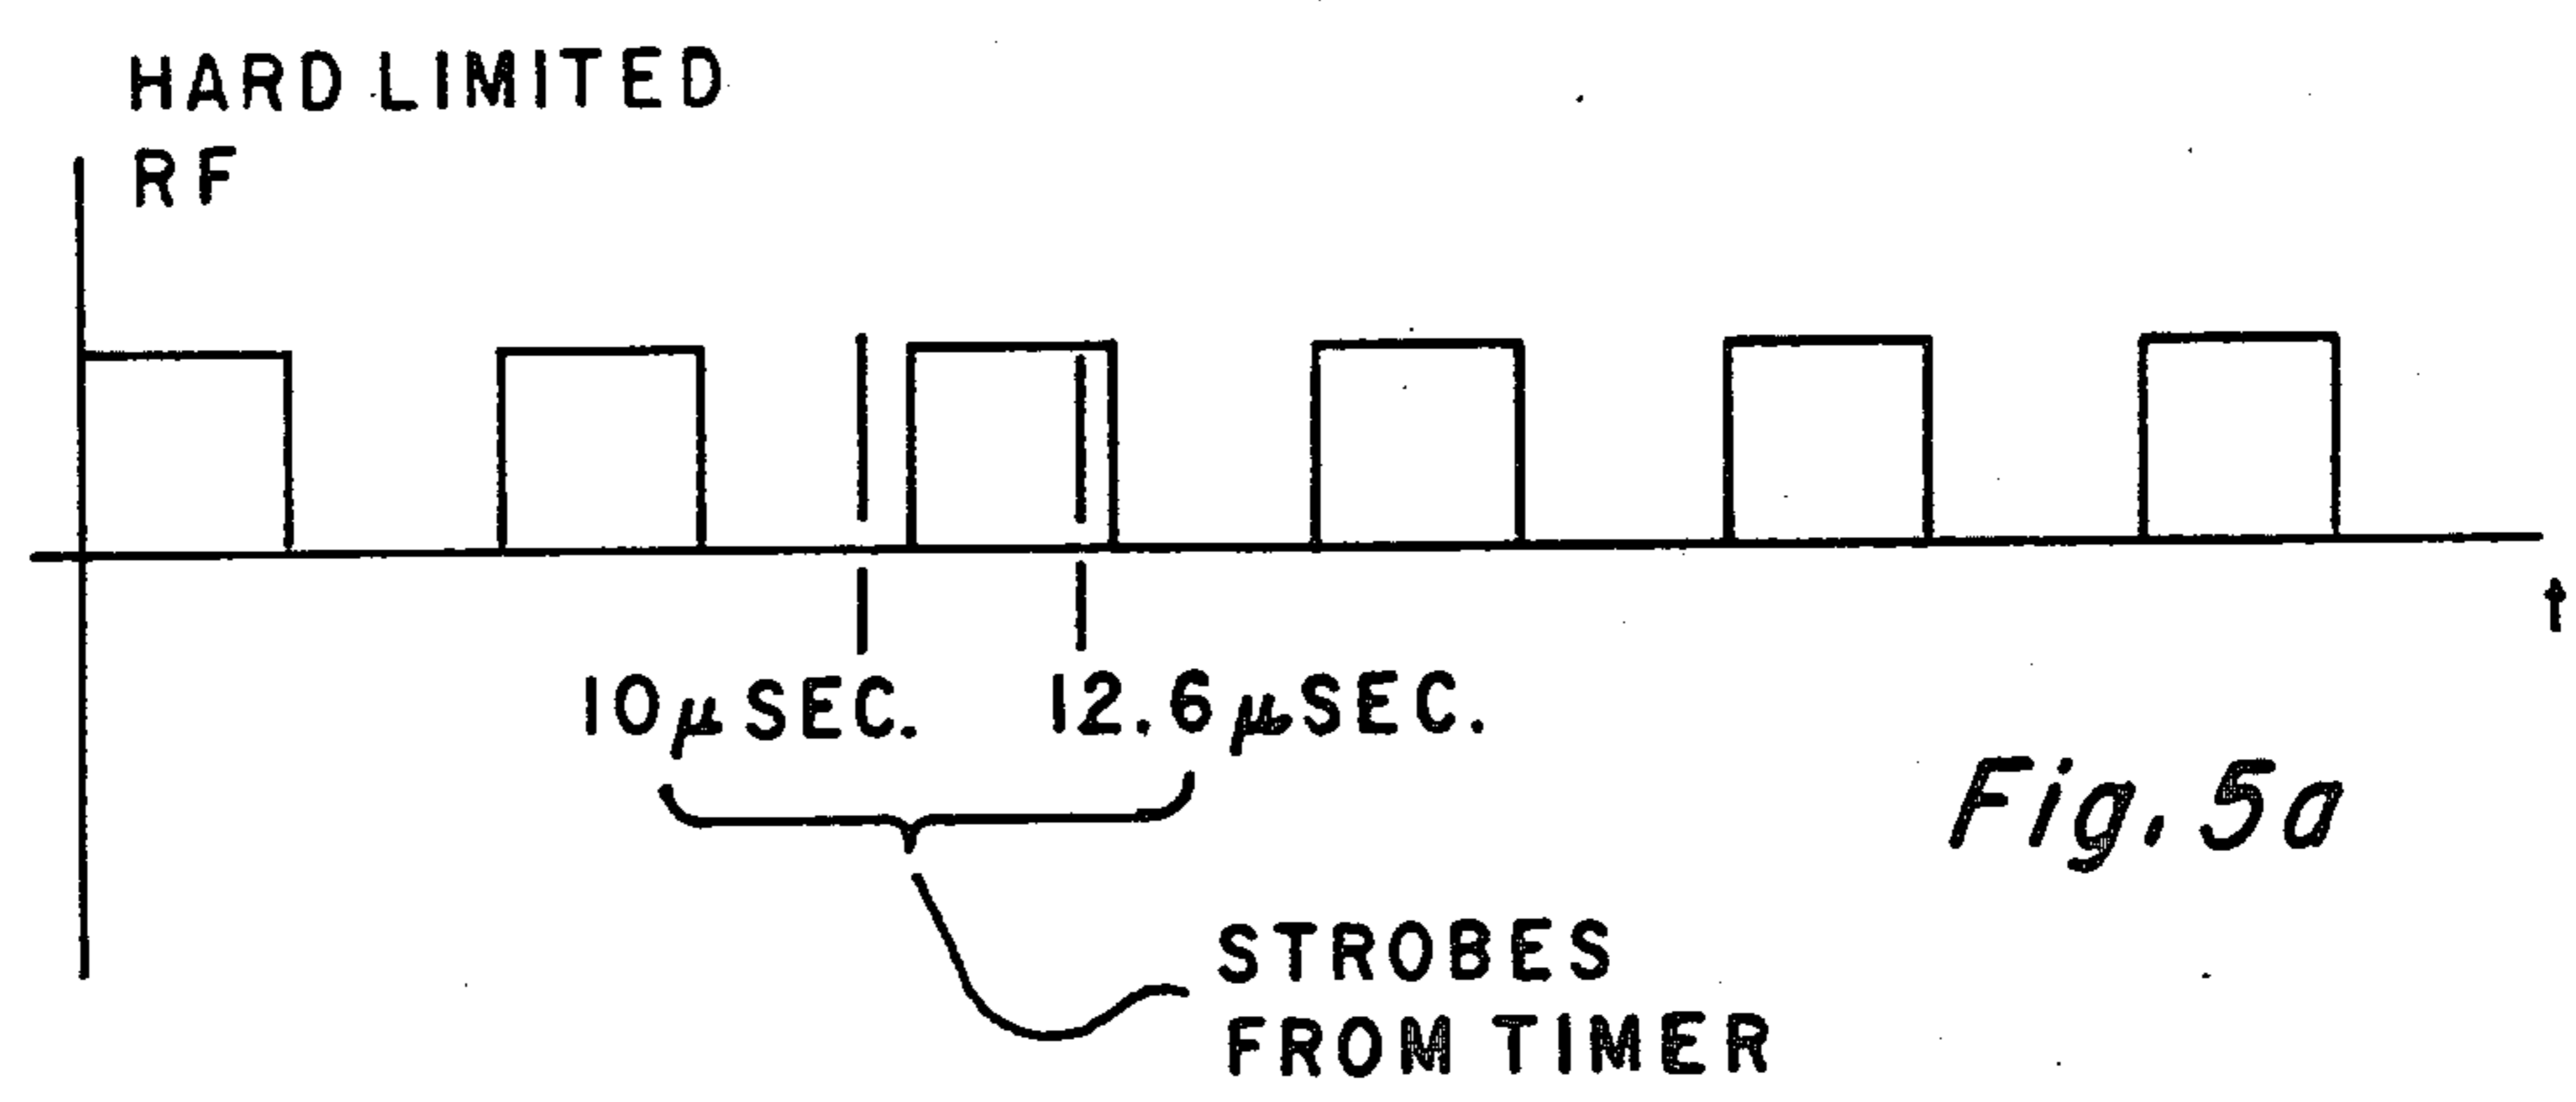 HARD LIMITED
RF
t
10μSEC. 12.6μSEC.
Fig. 5a
STROBES
FROM TIMER